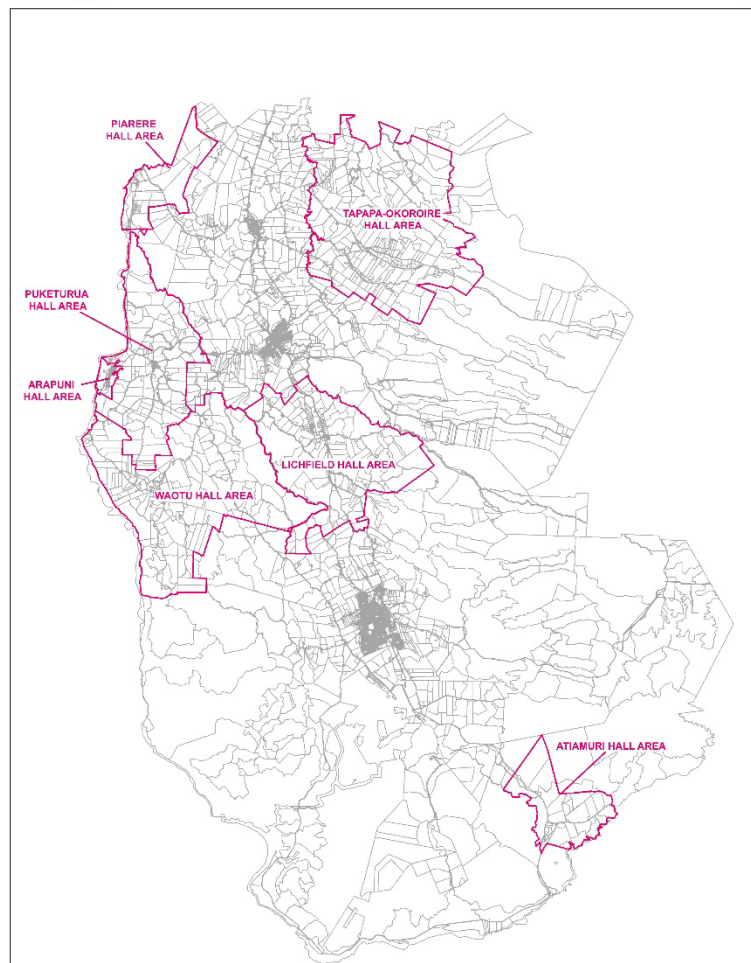 PIARERE
HALL AREA
TAPAPA-OKOROIRE
HALL AREA
PUKETURUA
HALL AREA
ARAPUNI
HALL AREA
LICHFIELD HALL AREA
WAOTU HALL AREA
ATIAMURI HALL AREA